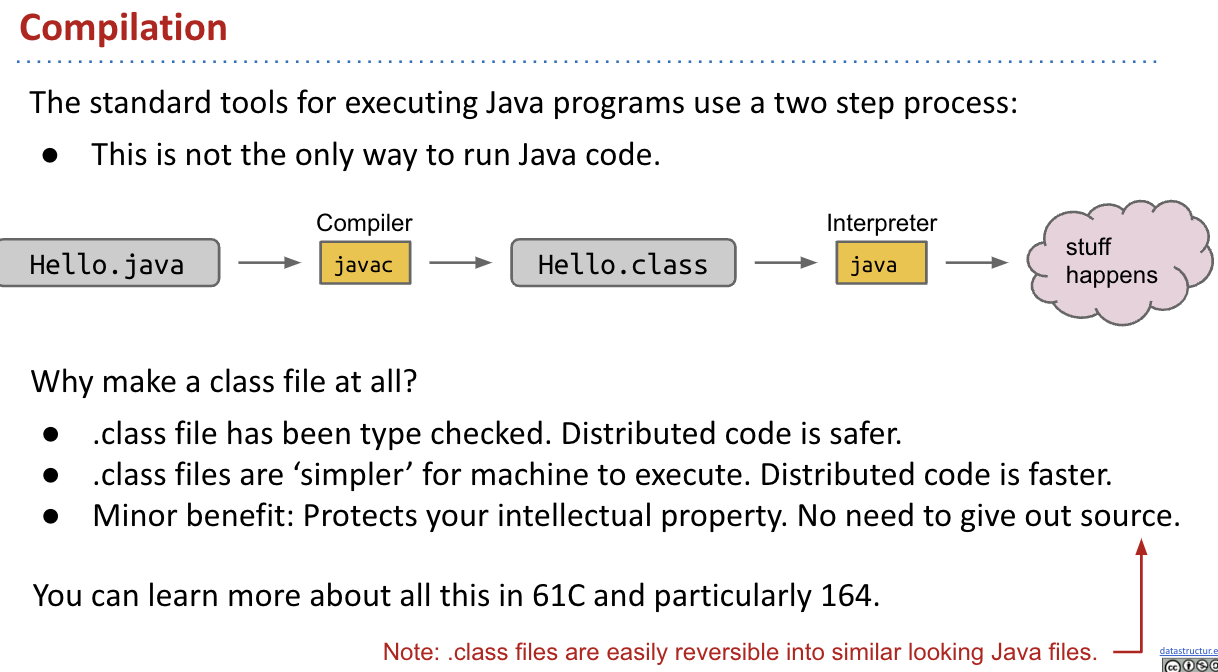 Compilation
The standard tools for executing Java programs use a two step process:
● This is not the only way to run Java code.
Compiler
Interpreter
Hello.java
javac
Hello.class
java
stuff
happens
Why make a class file at all?
● .class file has been type checked. Distributed code is safer.
● .class files are ‘simpler’ for machine to execute. Distributed code is faster.
● Minor benefit: Protects your intellectual property. No need to give out source.
You can learn more about all this in 61C and particularly 164.
Note: .class files are easily reversible into similar looking Java files.
datastructur.e
cc